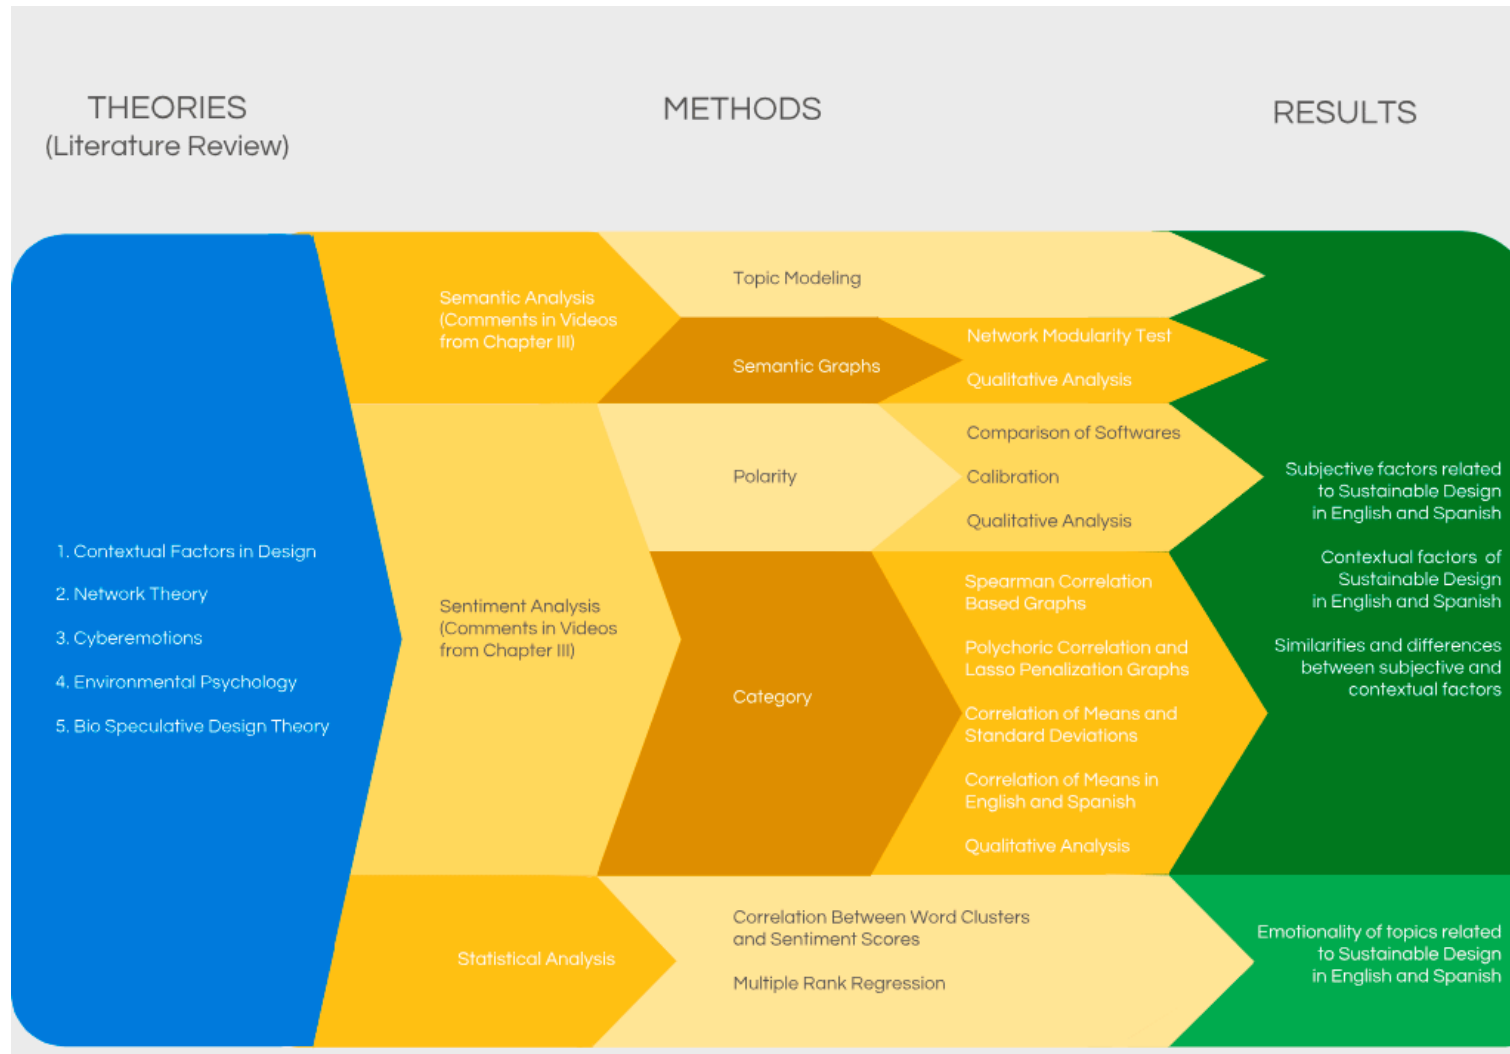 THEORIES
(Literature Review)
METHODS
RESULTS
1. Contextual Factors in Design
2. Network Theory
3. Cyberemotions
4. Environmental Psychology
5. Bio Speculative Design Theory
Semantic Analysis
(Comments in Videos
from Chapter III)
Topic Modeling
Semantic Graphs
Network Modularity Test
Qualitative Analysis
Sentiment Analysis
(Comments in Videos
from Chapter III)
Polarity
Comparison of Softwares
Calibration
Qualitative Analysis
Category
Spearman Correlation
Based Graphs
Polychoric Correlation and
Lasso Penalization Graphs
Correlation of Means and
Standard Deviations
Correlation of Means in
English and Spanish
Qualitative Analysis
Statistical Analysis
Correlation Between Word Clusters
and Sentiment Scores
Multiple Rank Regression
Subjective factors related
to Sustainable Design
in English and Spanish
Contextual factors of
Sustainable Design
in English and Spanish
Similarities and differences
between subjective and
contextual factors
Emotionality of topics related
to Sustainable Design
in English and Spanish